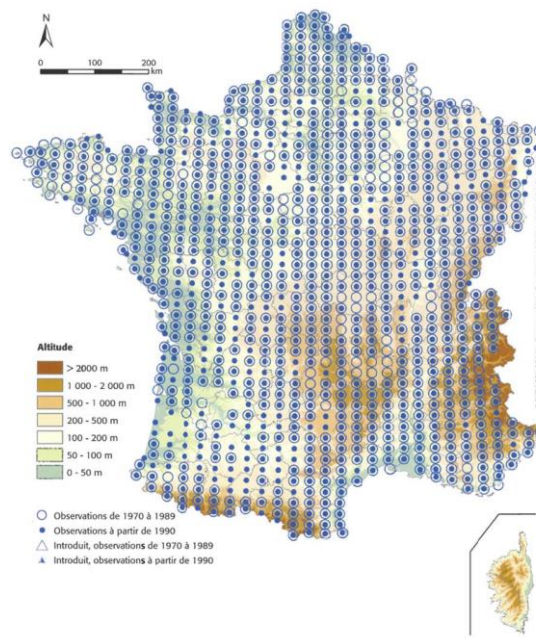 N
0 100 200
km
Altitude
> 2000 m
1 000 - 2 000 m
500 - 1 000 m
200 - 500 m
100 - 200 m
50 - 100 m
0 - 50 m
Observations de 1970 à 1989
Observations à partir de 1990
Introduit, observations de 1970 à 1989
Introduit, observations à partir de 1990